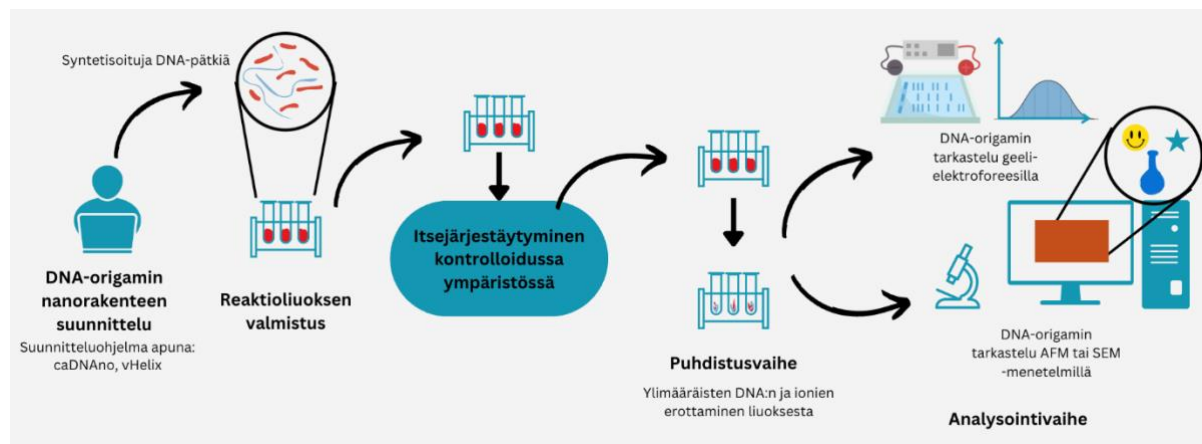 Syntetisoituja DNA-pätkiä
DNA-origamin
nanorakenteen
suunnittelu
Suunnitteluohjelma apuna:
caDNAno, vHelix
Reaktioliuoksen
valmistus
Itsejärjestäytyminen
kontrolloidussa
ympäristössä
Puhdistusvaihe
Ylimääräisten DNA:n ja ionien
erottaminen liuoksesta
DNA-origamin
tarkastelu geeli-
elektroforeesilla
DNA-origamin
tarkastelu AFM tai SEM
-menetelmillä
Analysointivaihe